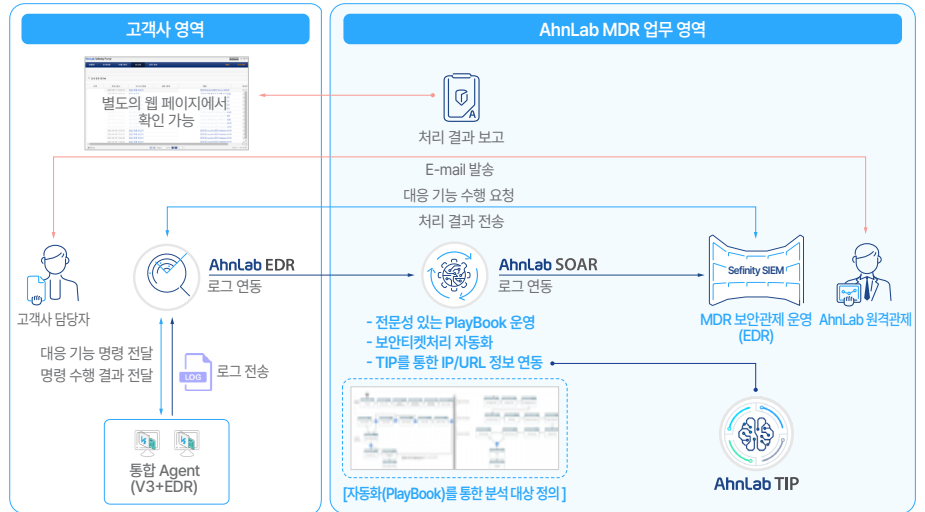 고객사 영역
AhnLab MDR 업무 영역
별도의 웹 페이지에서
확인 가능
A
처리 결과 보고
E-mail 발송
대응 기능 수행 요청
처리 결과 전송
AhnLab EDR
로그 연동
AhnLab SOAR
로그 연동
Sefinity SIEM
고객사 담당자
MDR 보안관제 운영
(EDR)
AhnLab 원격관제
- 전문성 있는 PlayBook 운영
- 보안티켓처리 자동화
- TIP를 통한 IP/URL 정보 연동
대응 기능 명령 전달
명령 수행 결과 전달
LOG
로그 전송
통합 Agent
(V3+EDR)
AhnLab TIP
[자동화(PlayBook)를 통한 분석 대상 정의 ]